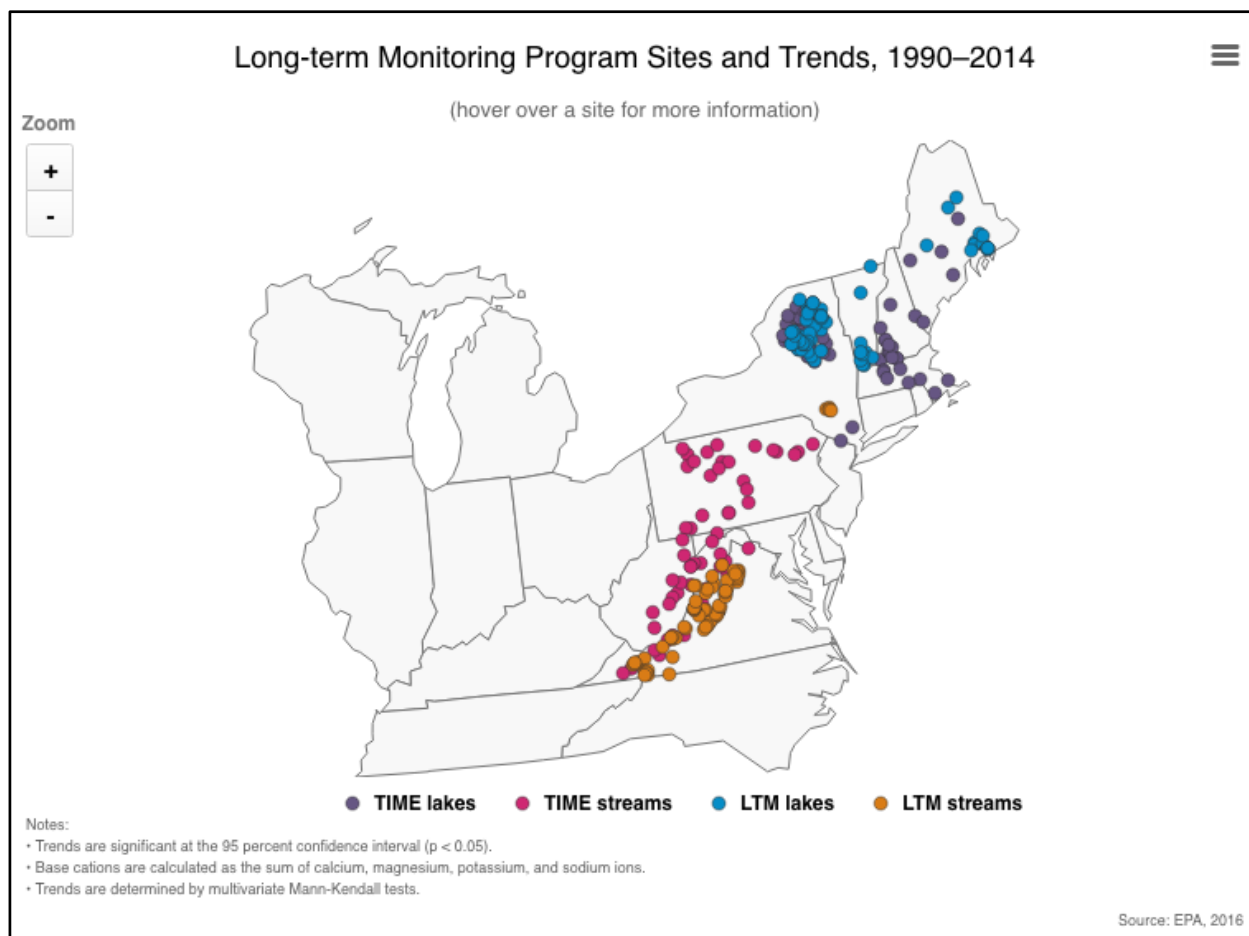 Long-term Monitoring Program Sites and Trends, 1990–2014
(hover over a site for more information)
Zoom
+
-
TIME lakes TIME streams LTM lakes LTM streams
Notes:
• Trends are significant at the 95 percent confidence interval (p < 0.05).
• Base cations are calculated as the sum of calcium, magnesium, potassium, and sodium ions.
• Trends are determined by multivariate Mann-Kendall tests.
Source: EPA, 2016